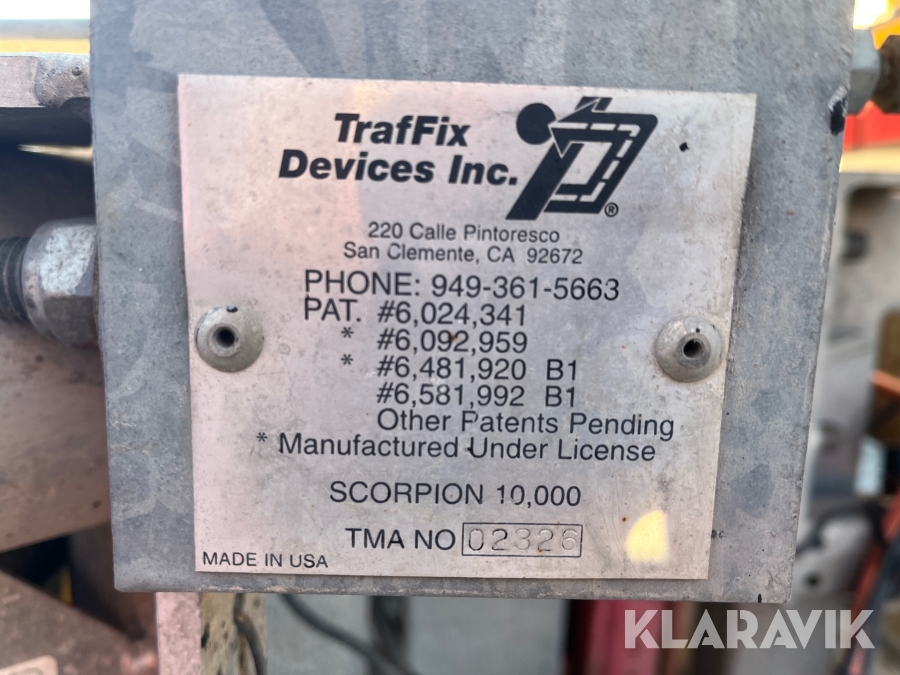 TrafFix
Devices Inc.
®
220 Calle Pintoresco
San Clemente, CA 92672
PHONE: 949-361-5663
PAT. #6,024,341
* #6,092,959
* #6,481,920 B1
#6,581,992 B1
Other Patents Pending
* Manufactured Under License
SCORPION 10,000
TMA NO 02326
MADE IN USA
KLARAVIK